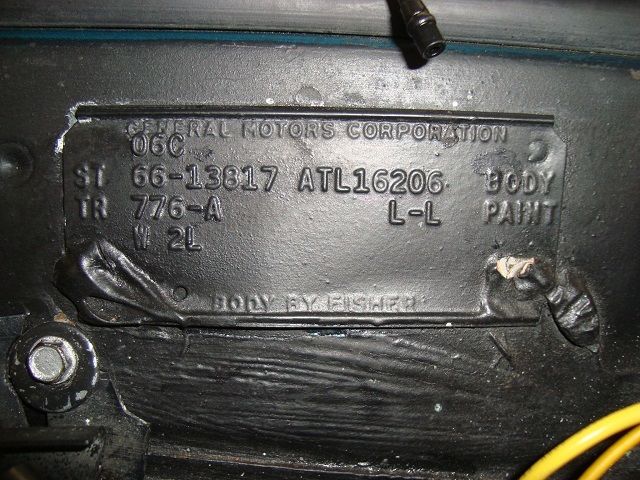 GENERAL MOTORS CORPORATION
06C
ST 66-13817 ATL16206 BODY
TR 776-A L-L PAINT
W 2L
BODY BY FISHER